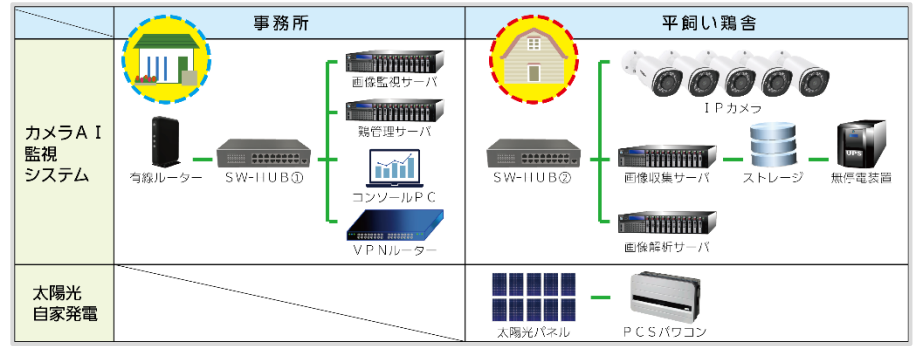 事務所
平飼い鶏舎
カメラAI
監視
システム
画像監視サーバ
鶏管理サーバ
有線ルーター
SW-HUB①
コンソールPC
VPNルーター
IPカメラ
SW-HUB②
画像収集サーバ
ストレージ
UPS
無停電装置
画像解析サーバ
太陽光
自家発電
太陽光パネル
PCSパワコン